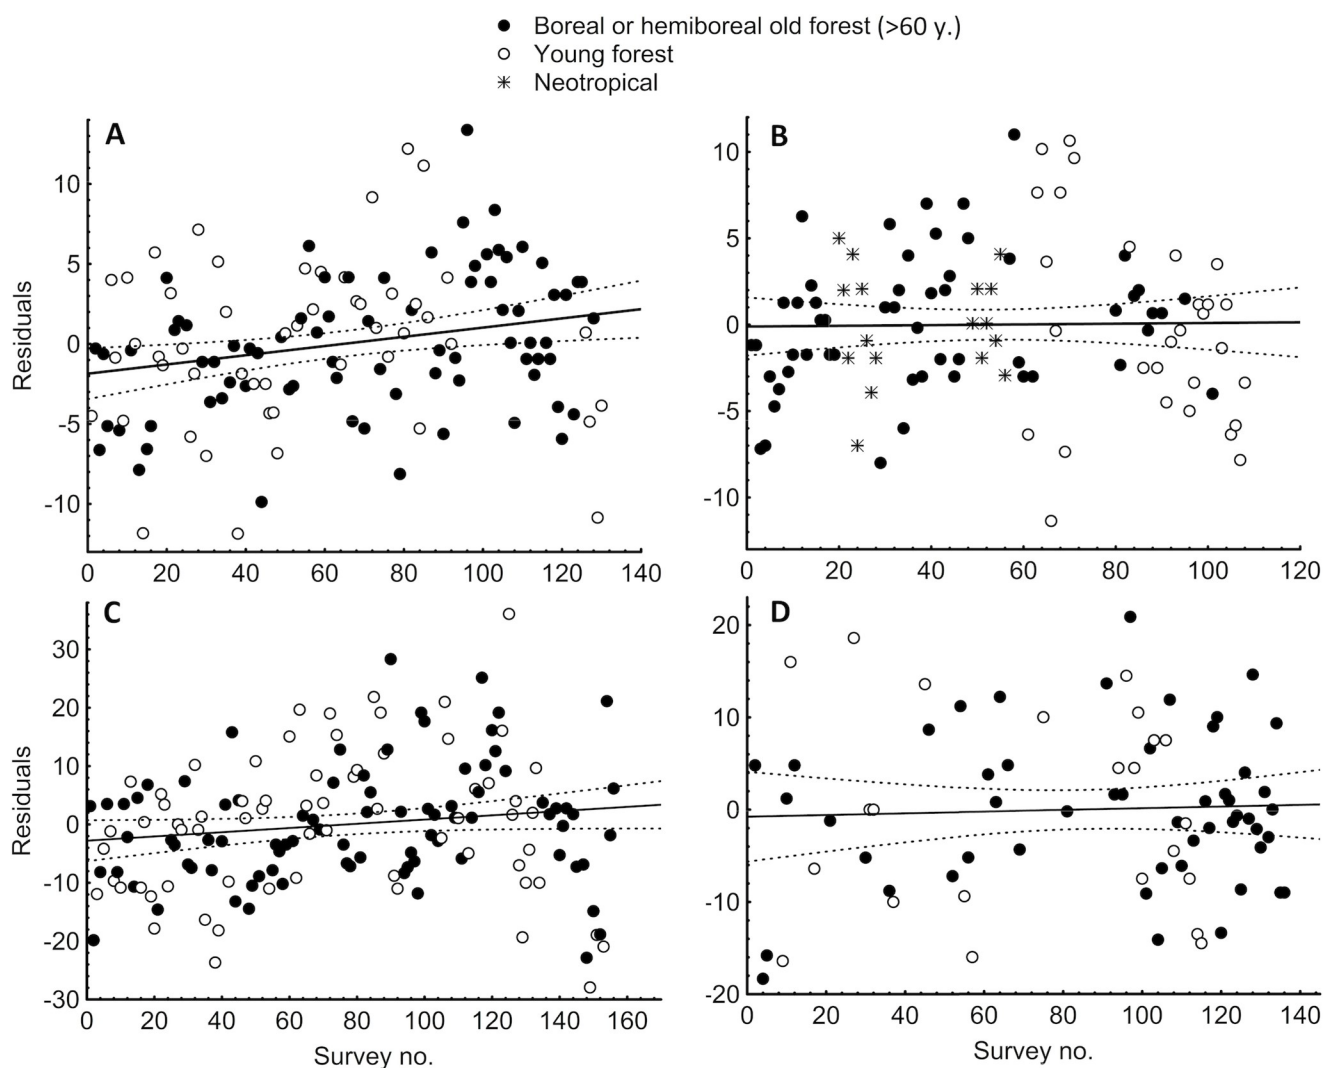 Boreal or hemiboreal old forest (>60 y.)
Young forest
Neotropical
A
10
5
0
-5
-10
Residuals
0 20 40 60 80 100 120 140
B
10
5
0
-5
-10
0 20 40 60 80 100 120
C
30
20
10
0
-10
-20
-30
Residuals
0 20 40 60 80 100 120 140 160
Survey no.
D
20
10
0
-10
-20
0 20 40 60 80 100 120 140
Survey no.